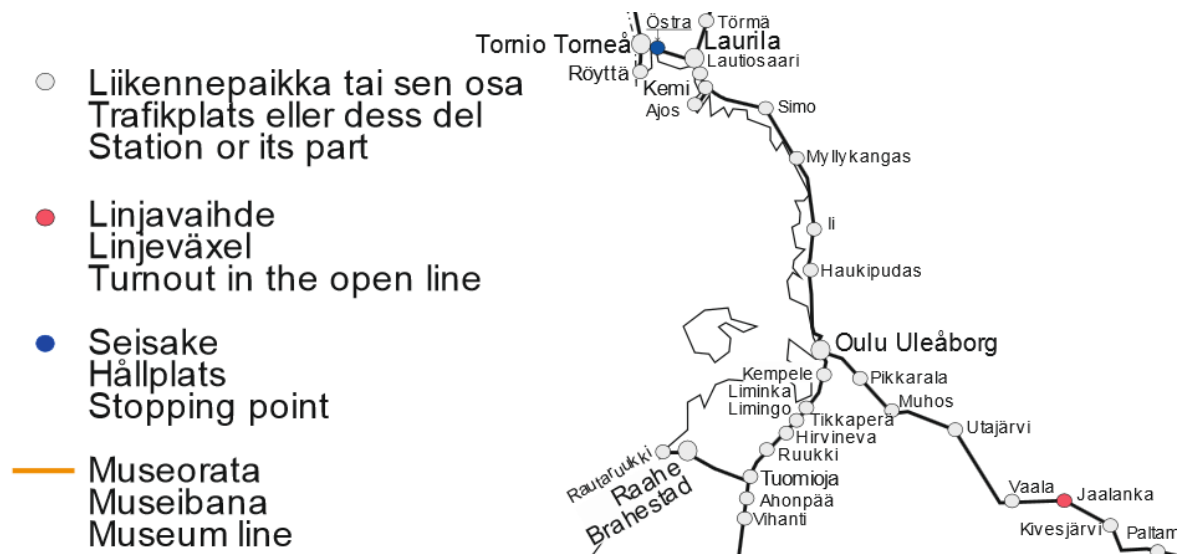 Liikennepaikka tai sen osa
Trafikplats eller dess del
Station or its part
Linjavaihde
Linjeväxel
Turnout in the open line
Seisake
Hållplats
Stopping point
Museorata
Museibana
Museum line
Östra
Törmä
Tornio Torneå
Laurila
Lautiosaari
Röyttä
Kemi
Ajos
Simo
Myllykangas
Ii
Haukipudas
Oulu Uleåborg
Kempele
Pikkarala
Liminka
Limingo
Muhos
Tikkaperä
Utajärvi
Hirvineva
Ruukki
Rautaruukki
Raahe
Brahestad
Tuomioja
Ahonpää
Vihanti
Vaala
Jaalanka
Kivesjärvi
Paltam